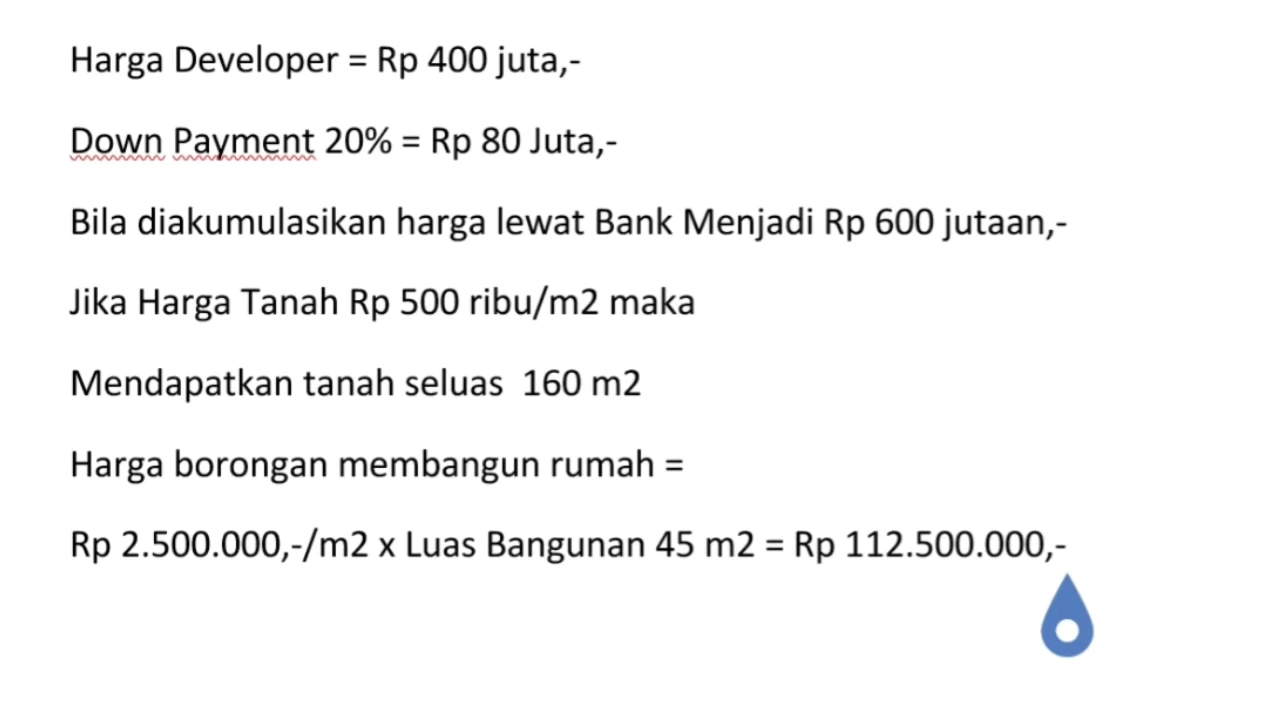 Harga Developer = Rp 400 juta,-
Down Payment 20% = Rp 80 Juta,-
Bila diakumulasikan harga lewat Bank Menjadi Rp 600 jutaan,-
Jika Harga Tanah Rp 500 ribu/m2 maka
Mendapatkan tanah seluas 160 m2
Harga borongan membangun rumah =
Rp 2.500.000,-/m2 x Luas Bangunan 45 m2 = Rp 112.500.000,-